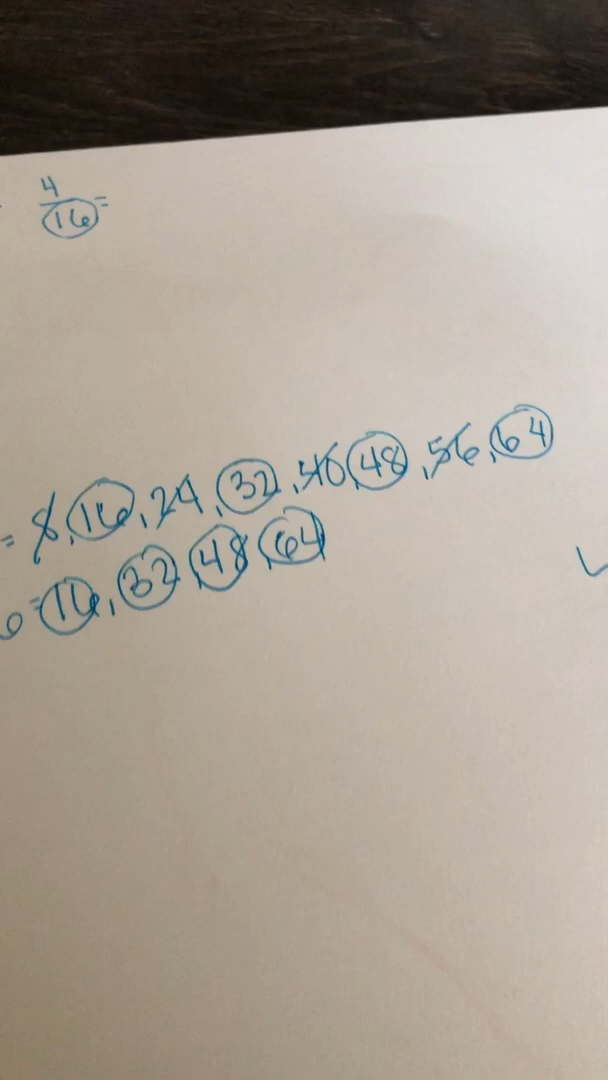 4
16 =
= 8, 16, 24, 32, 40, 48, 56, 64
= 16, 32, 48, 64